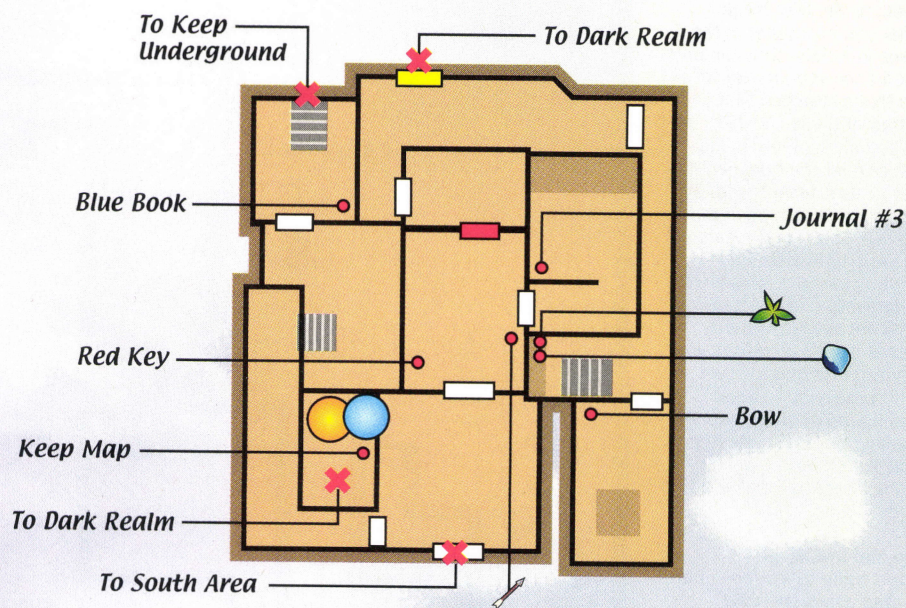 To Keep
Underground
To Dark Realm
Blue Book
Journal #3
Red Key
Bow
Keep Map
To Dark Realm
To South Area